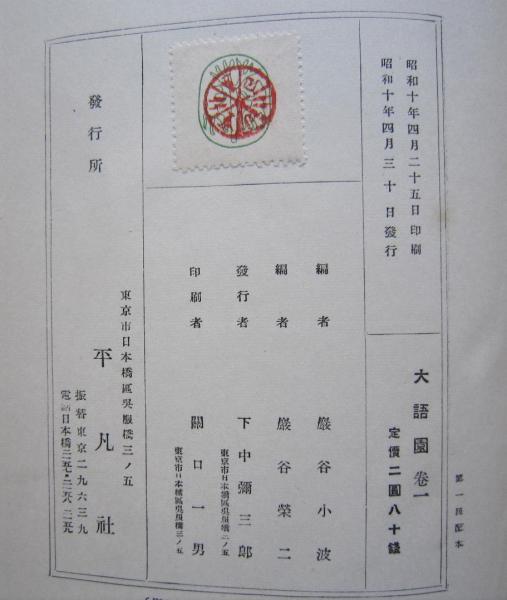 第一回配本
大語園 卷一
定價二圓八十錢
昭和十年四月二十五日印刷
昭和十年四月三十日發行
編者 巖谷小波
編者 巖谷榮二
發行者 下中彌三郎
東京市日本橋區吳服橋三ノ五
印刷者 關口一男
東京市日本橋區吳服橋三ノ五
發行所
東京市日本橋區吳服橋三ノ五
平凡社
振替東京二九六三九